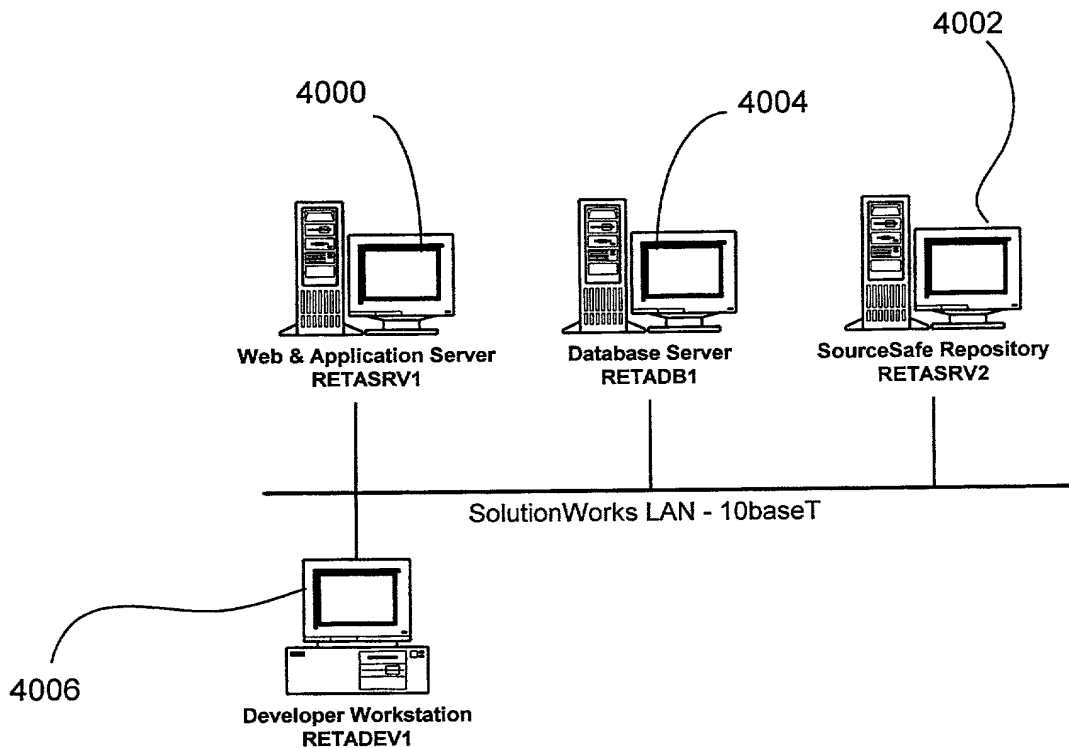 4002
4000
4004
Web & Application Server
RETASRV1
Database Server
RETADB1
SourceSafe Repository
RETASRV2
SolutionWorks LAN - 10baseT
4006
Developer Workstation
RETADEV1